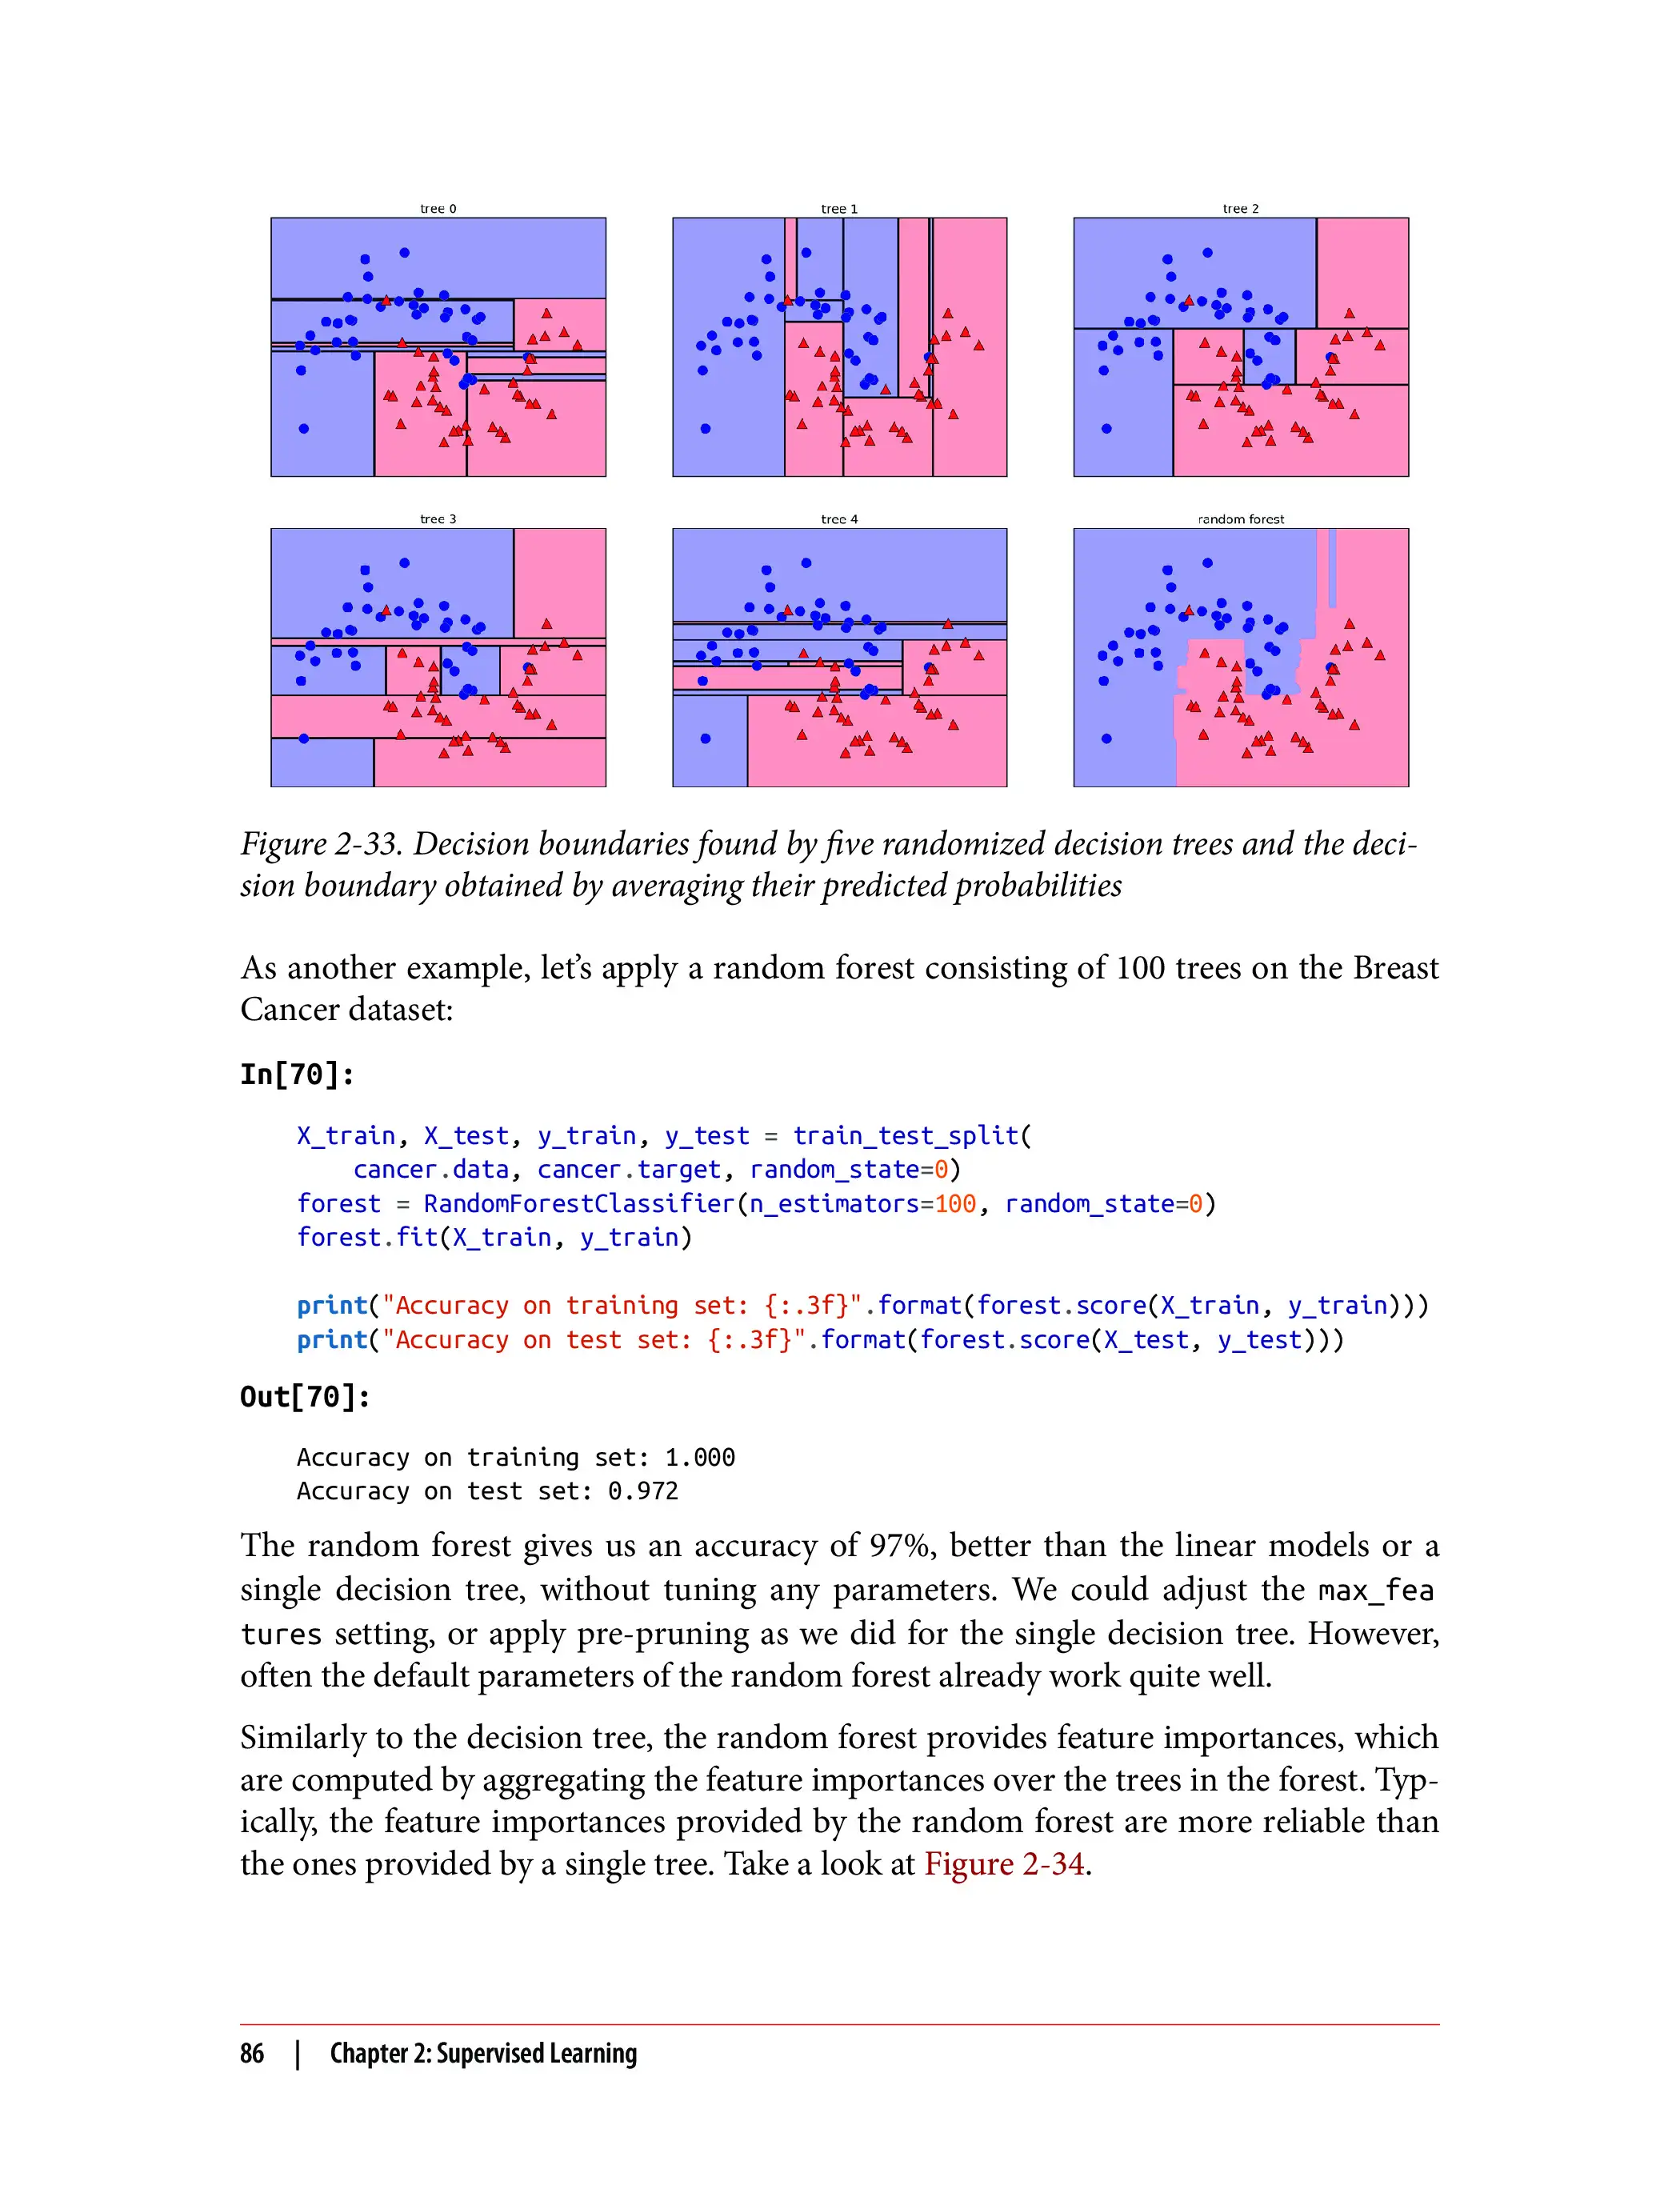 tree 0
tree 1
tree 2
tree 3
tree 4
random forest
Figure 2-33. Decision boundaries found by five randomized decision trees and the deci-
sion boundary obtained by averaging their predicted probabilities
As another example, let’s apply a random forest consisting of 100 trees on the Breast
Cancer dataset:
In[70]:
X_train, X_test, y_train, y_test = train_test_split(
    cancer.data, cancer.target, random_state=0)
forest = RandomForestClassifier(n_estimators=100, random_state=0)
forest.fit(X_train, y_train)
print("Accuracy on training set: {:.3f}".format(forest.score(X_train, y_train)))
print("Accuracy on test set: {:.3f}".format(forest.score(X_test, y_test)))
Out[70]:
Accuracy on training set: 1.000
Accuracy on test set: 0.972
The random forest gives us an accuracy of 97%, better than the linear models or a
single decision tree, without tuning any parameters. We could adjust the max_fea
tures setting, or apply pre-pruning as we did for the single decision tree. However,
often the default parameters of the random forest already work quite well.
Similarly to the decision tree, the random forest provides feature importances, which
are computed by aggregating the feature importances over the trees in the forest. Typ-
ically, the feature importances provided by the random forest are more reliable than
the ones provided by a single tree. Take a look at Figure 2-34.
86 | Chapter 2: Supervised Learning